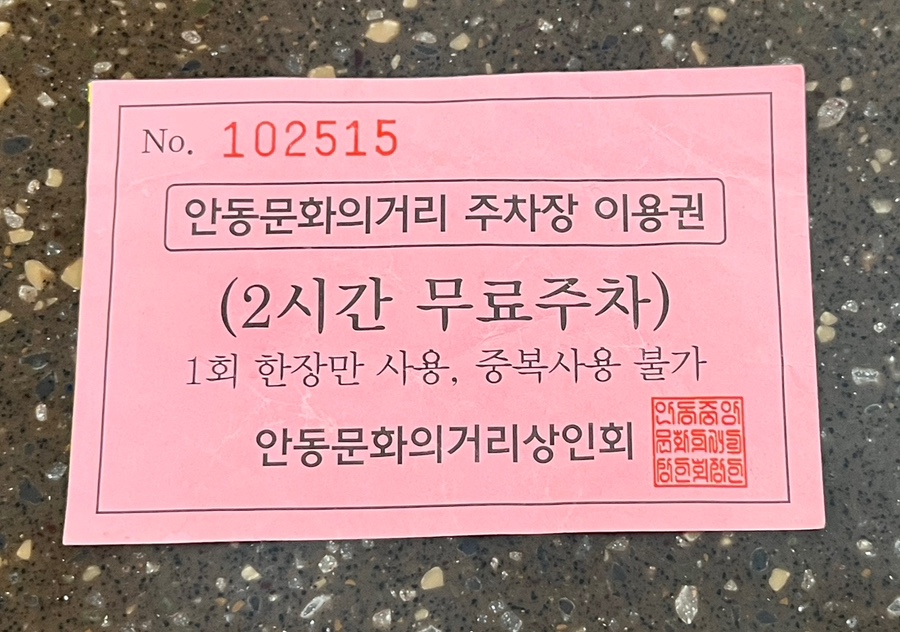 No. 102515
안동문화의거리 주차장 이용권
(2시간 무료주차)
1회 한장만 사용, 중복사용 불가
안동문화의거리상인회